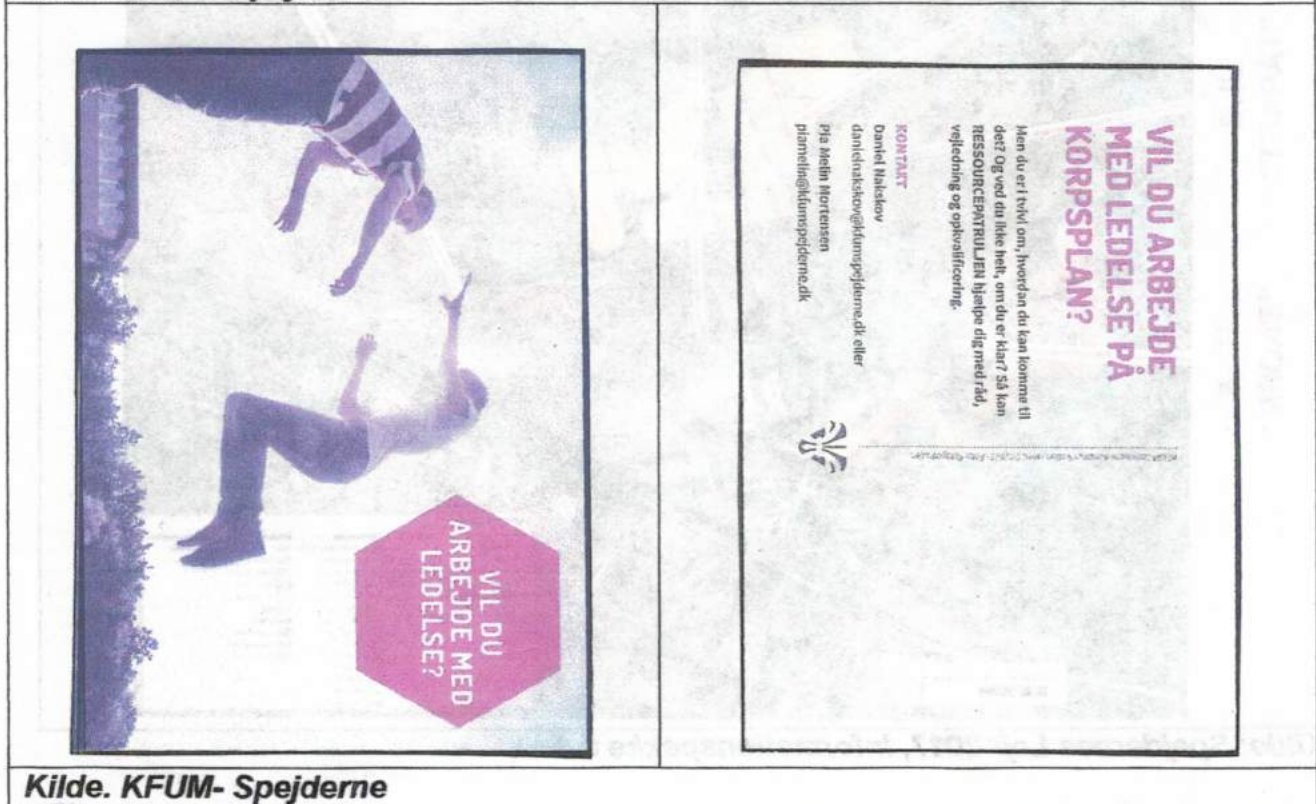 VIL DU
ARBEJDE MED
LEDELSE?
VIL DU ARBEJDE
MED LEDELSE PÅ
KORPSPLAN?
Men du er i tvivl om, hvordan du kan komme til
det? Og ved du ikke helt, om du er klar? Så kan
RESSOURCEPATRULJEN hjælpe dig med råd,
vejledning og opkvalificering.
KONTAKT
Daniel Nakskov
danielnakskov@kfumspejderne.dk eller
Pia Melin Mortensen
piamelin@kfumspejderne.dk
Kilde. KFUM- Spejderne